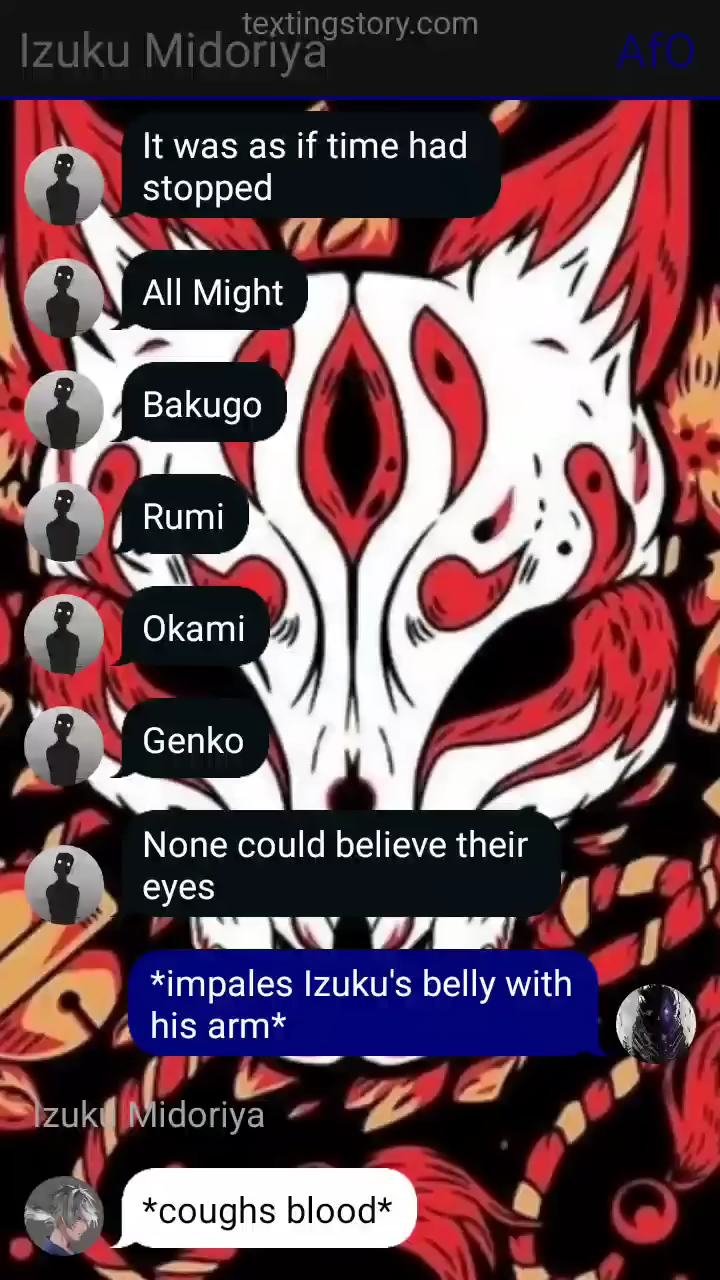 textingstory.com
Izuku Midoriya
AfO
It was as if time had
stopped
All Might
Bakugo
Rumi
Okami
Genko
None could believe their
eyes
*impales Izuku's belly with
his arm*
Izuku Midoriya
*coughs blood*